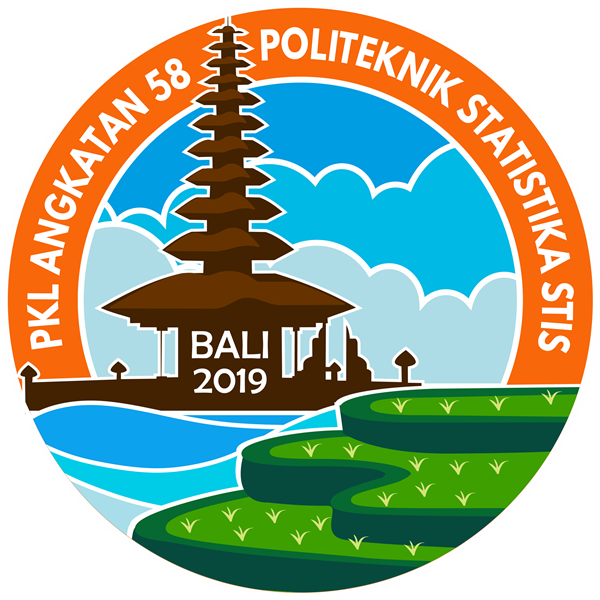 PKL ANGKATAN 58 POLITEKNIK STATISTIKA STIS
BALI
2019